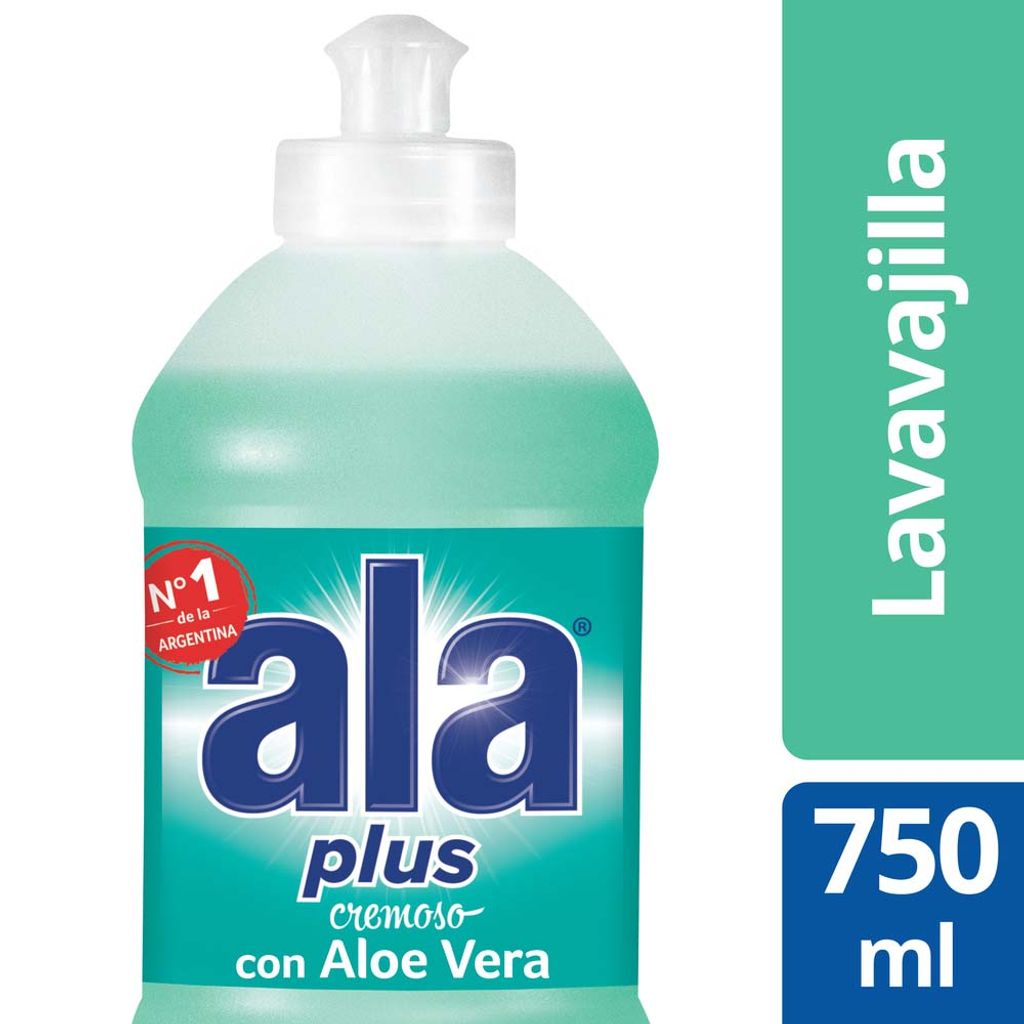 Nº1
de la
ARGENTINA
ala®
plus
cremoso
con Aloe Vera
Lavavajilla
750
ml